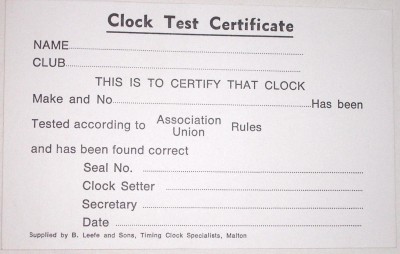 Clock Test Certificate
NAME
CLUB
THIS IS TO CERTIFY THAT CLOCK
Make and No Has been
Tested according to Association Union Rules
and has been found correct
Seal No.
Clock Setter
Secretary
Date
Supplied by B. Leefe and Sons, Timing Clock Specialists, Malton